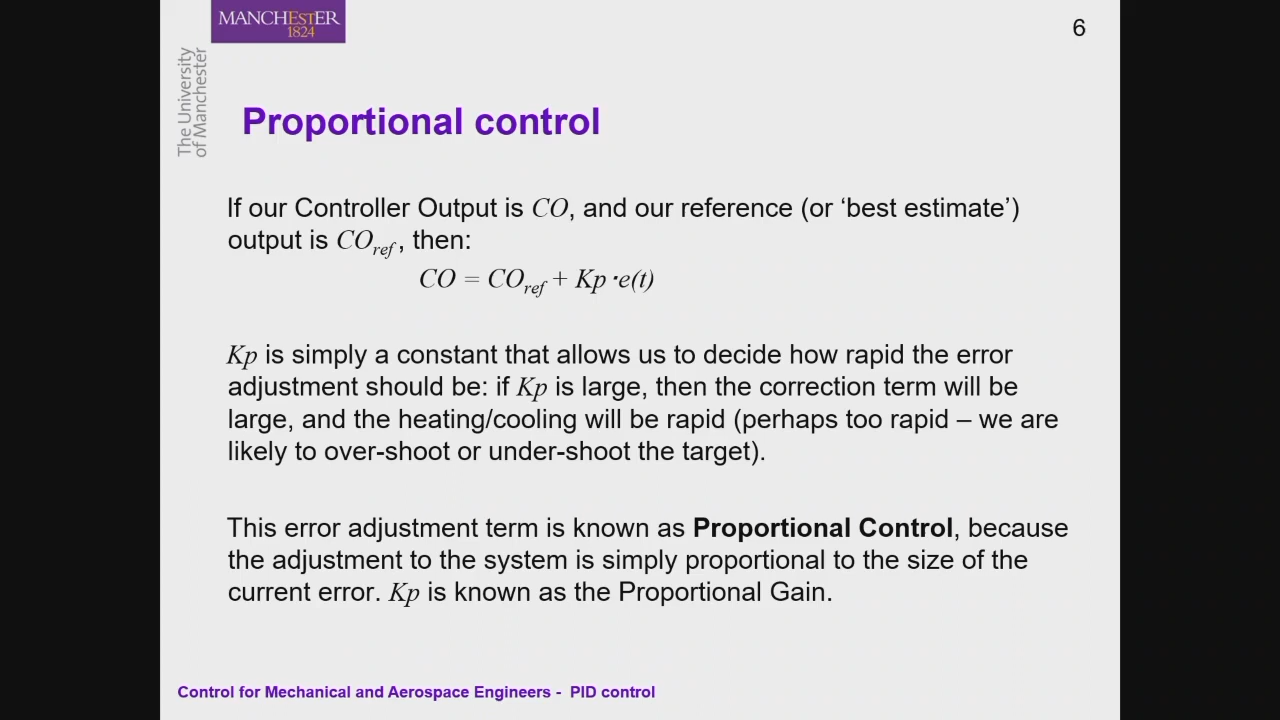 MANCHESTER
1824
6
The University
of Manchester
Proportional control
If our Controller Output is CO, and our reference (or ‘best estimate’)
output is COref, then:
CO = COref + Kp·e(t)
Kp is simply a constant that allows us to decide how rapid the error
adjustment should be: if Kp is large, then the correction term will be
large, and the heating/cooling will be rapid (perhaps too rapid – we are
likely to over-shoot or under-shoot the target).
This error adjustment term is known as Proportional Control, because
the adjustment to the system is simply proportional to the size of the
current error. Kp is known as the Proportional Gain.
Control for Mechanical and Aerospace Engineers - PID control